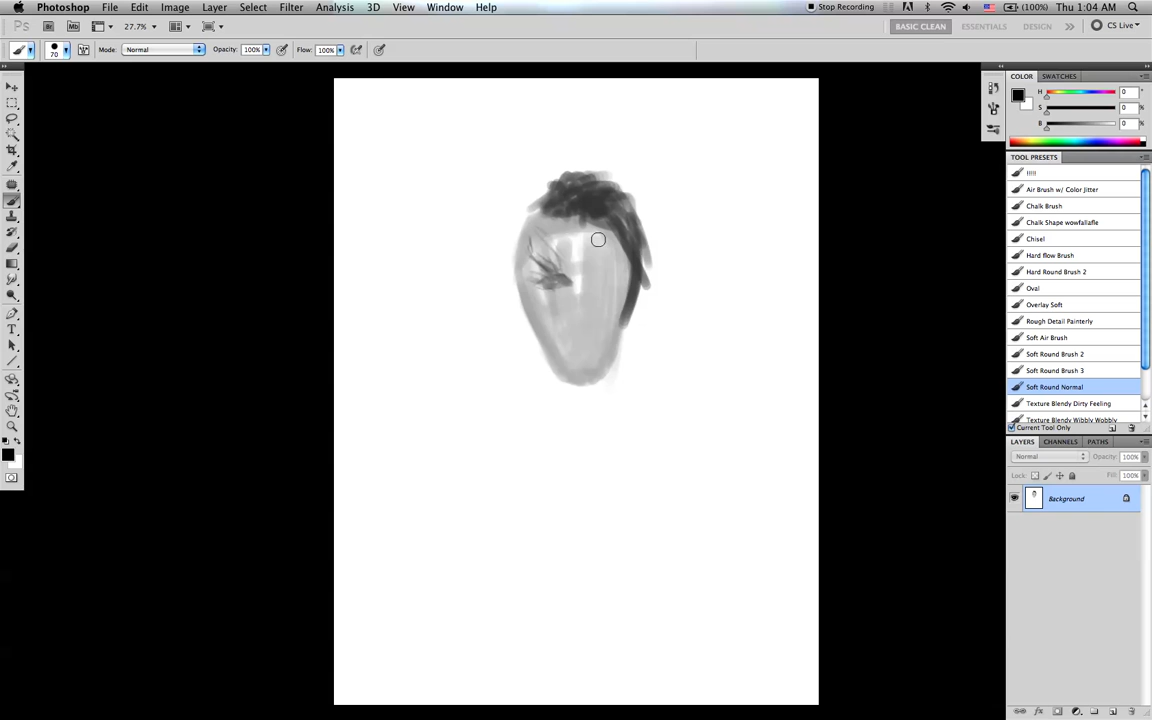 Photoshop File Edit Image Layer Select Filter Analysis 3D View Window Help Stop Recording (100%) Thu 1:04 AM
Ps Br Mb 27.7% BASIC CLEAN ESSENTIALS DESIGN CS Live
70 Mode: Normal Opacity: 100% Flow: 100%
COLOR SWATCHES
H 0 °
S 0 %
B 0 %
TOOL PRESETS
!!!!!
Air Brush w/ Color Jitter
Chalk Brush
Chalk Shape wowfallafle
Chisel
Hard flow Brush
Hard Round Brush 2
Oval
Overlay Soft
Rough Detail Painterly
Soft Air Brush
Soft Round Brush 2
Soft Round Brush 3
Soft Round Normal
Texture Blendy Dirty Feeling
Texture Blendy Wibbly Wobbly
Current Tool Only
LAYERS CHANNELS PATHS
Normal Opacity: 100%
Lock: Fill: 100%
Background